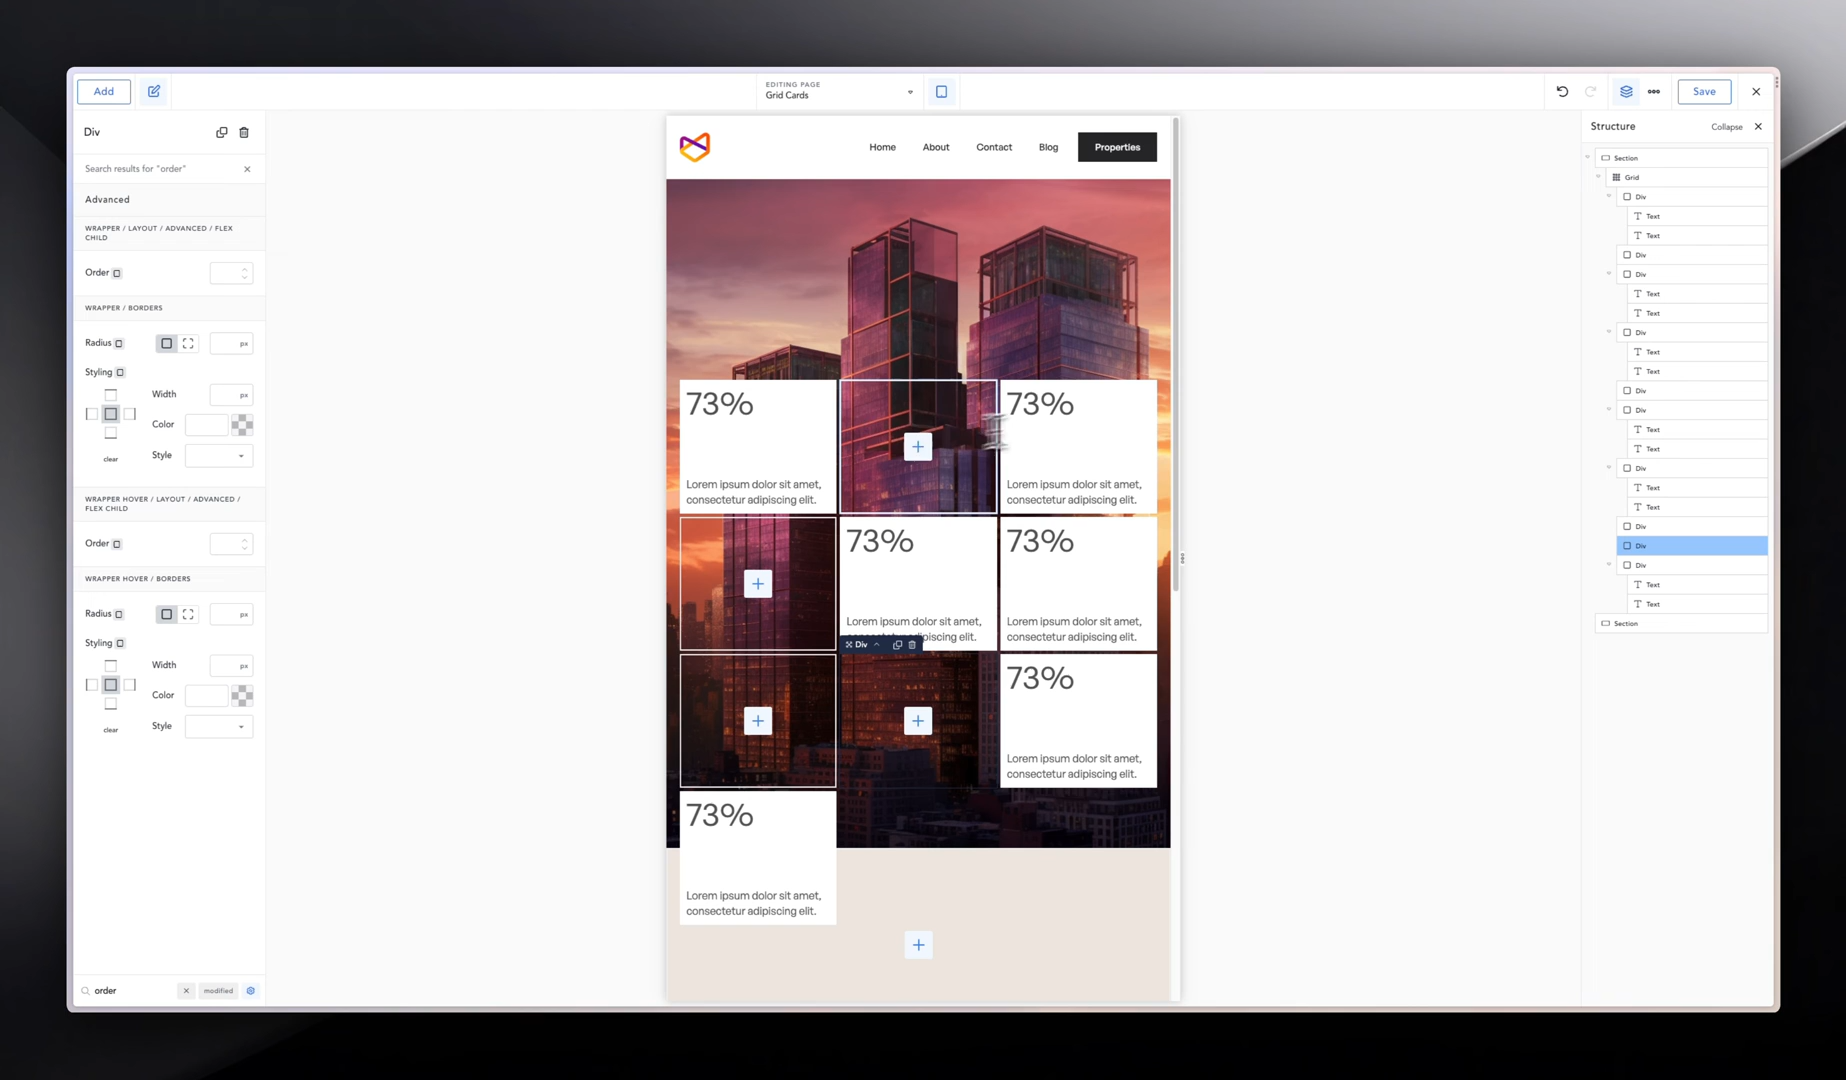 Add
EDITING PAGE
Grid Cards
Save
Div
Search results for "order"
Advanced
WRAPPER / LAYOUT / ADVANCED / FLEX
CHILD
Order
WRAPPER / BORDERS
Radius
px
Styling
Width
px
Color
clear
Style
WRAPPER HOVER / LAYOUT / ADVANCED /
FLEX CHILD
Order
WRAPPER HOVER / BORDERS
Radius
px
Styling
Width
px
Color
clear
Style
order
modified
Home
About
Contact
Blog
Properties
73%
Lorem ipsum dolor sit amet,
consectetur adipiscing elit.
73%
Lorem ipsum dolor sit amet,
consectetur adipiscing elit.
73%
Lorem ipsum dolor sit amet,
consectetur adipiscing elit.
73%
Lorem ipsum dolor sit amet,
consectetur adipiscing elit.
Div
73%
Lorem ipsum dolor sit amet,
consectetur adipiscing elit.
73%
Lorem ipsum dolor sit amet,
consectetur adipiscing elit.
Structure
Collapse
Section
Grid
Div
Text
Text
Div
Div
Text
Text
Div
Text
Text
Div
Div
Text
Text
Div
Text
Text
Div
Div
Div
Text
Text
Section